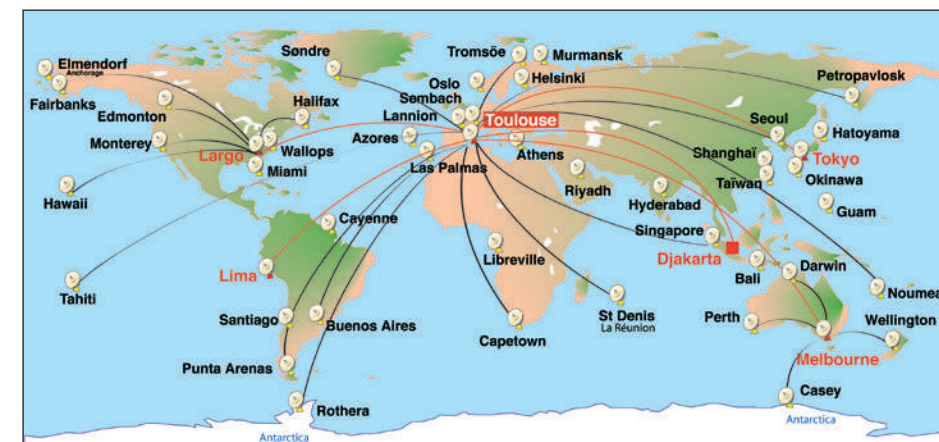 Søndre
Tromsöe
Murmansk
Elmendorf
Anchorage
Oslo
Helsinki
Petropavlosk
Fairbanks
Halifax
Sembach
Edmonton
Lannion
Toulouse
Seoul
Azores
Hatoyama
Monterey
Largo
Wallops
Athens
Shanghaï
Tokyo
Miami
Las Palmas
Riyadh
Taïwan
Okinawa
Hawaii
Hyderabad
Guam
Cayenne
Singapore
Libreville
Djakarta
Lima
Bali
Darwin
Tahiti
Noumea
Santiago
Buenos Aires
St Denis
La Réunion
Perth
Wellington
Capetown
Melbourne
Punta Arenas
Casey
Rothera
Antarctica
Antarctica